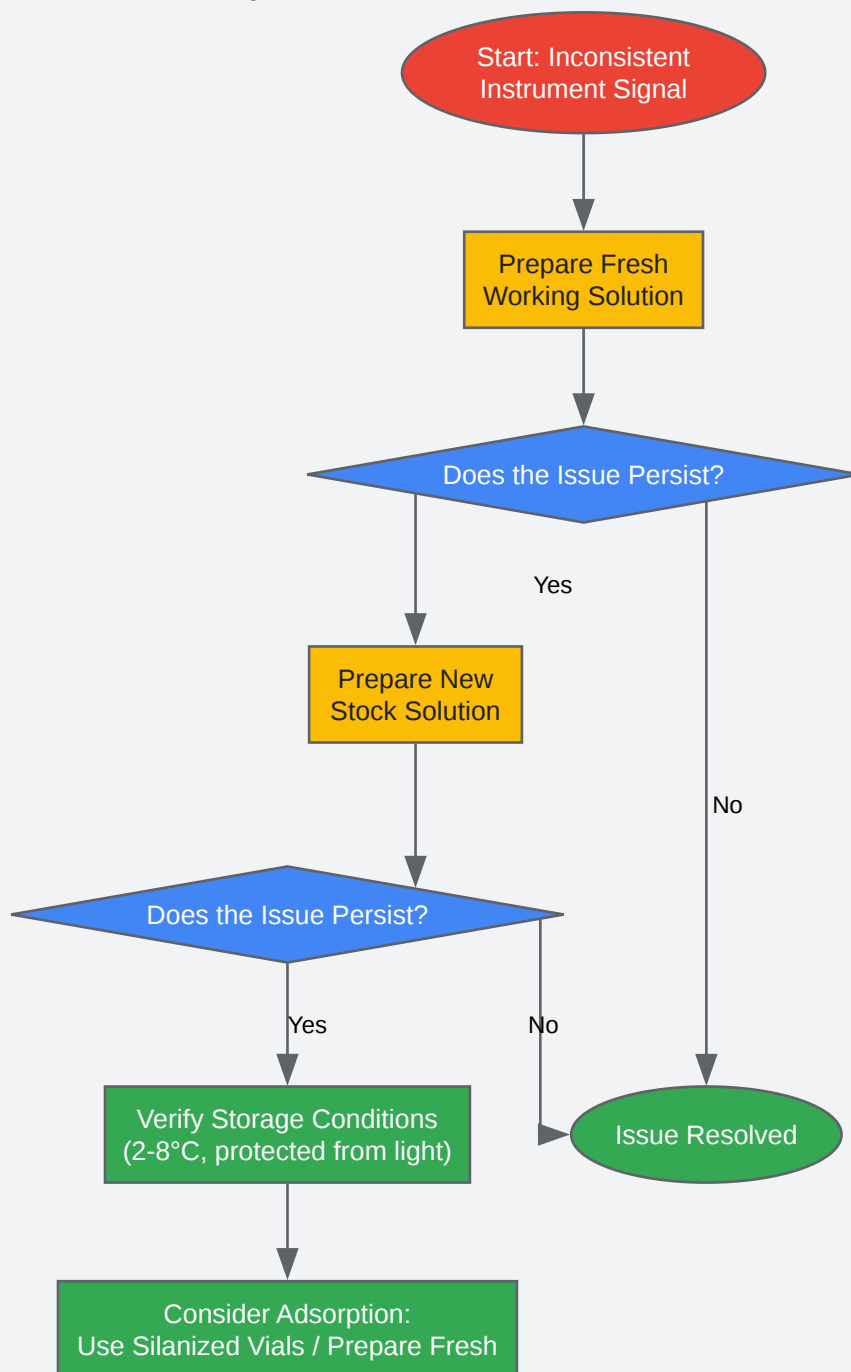 Start: Inconsistent
Instrument Signal
Prepare Fresh
Working Solution
Does the Issue Persist?
Yes
Prepare New
Stock Solution
No
Does the Issue Persist?
Yes
No
Verify Storage Conditions
(2-8°C, protected from light)
Issue Resolved
Consider Adsorption:
Use Silanized Vials / Prepare Fresh